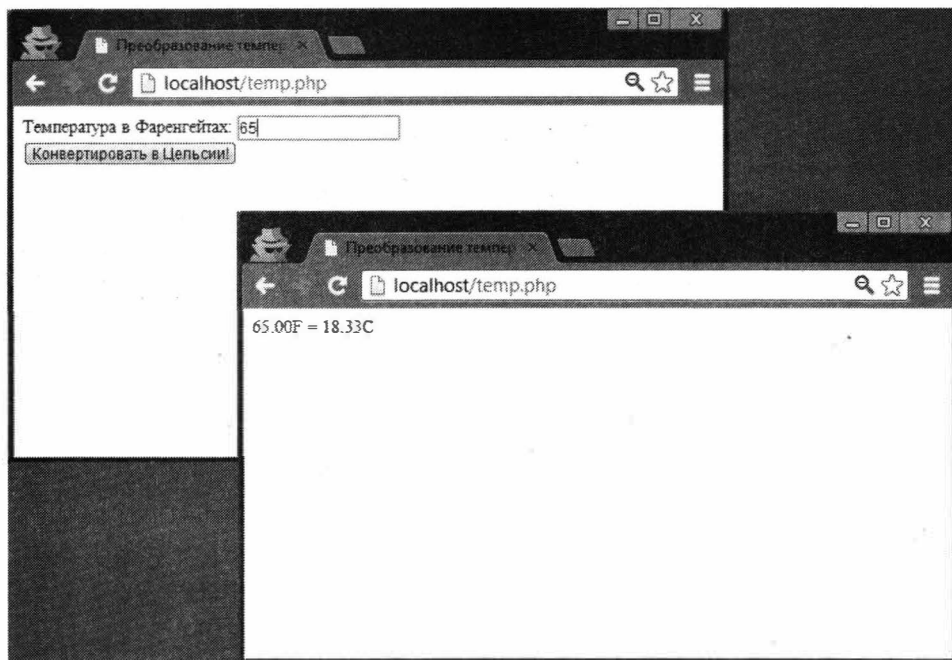 Преобразование темпер
localhost/temp.php
Температура в Фаренгейтах: 65
Конвертировать в Цельсии!
Преобразование темпер
localhost/temp.php
65.00F = 18.33C